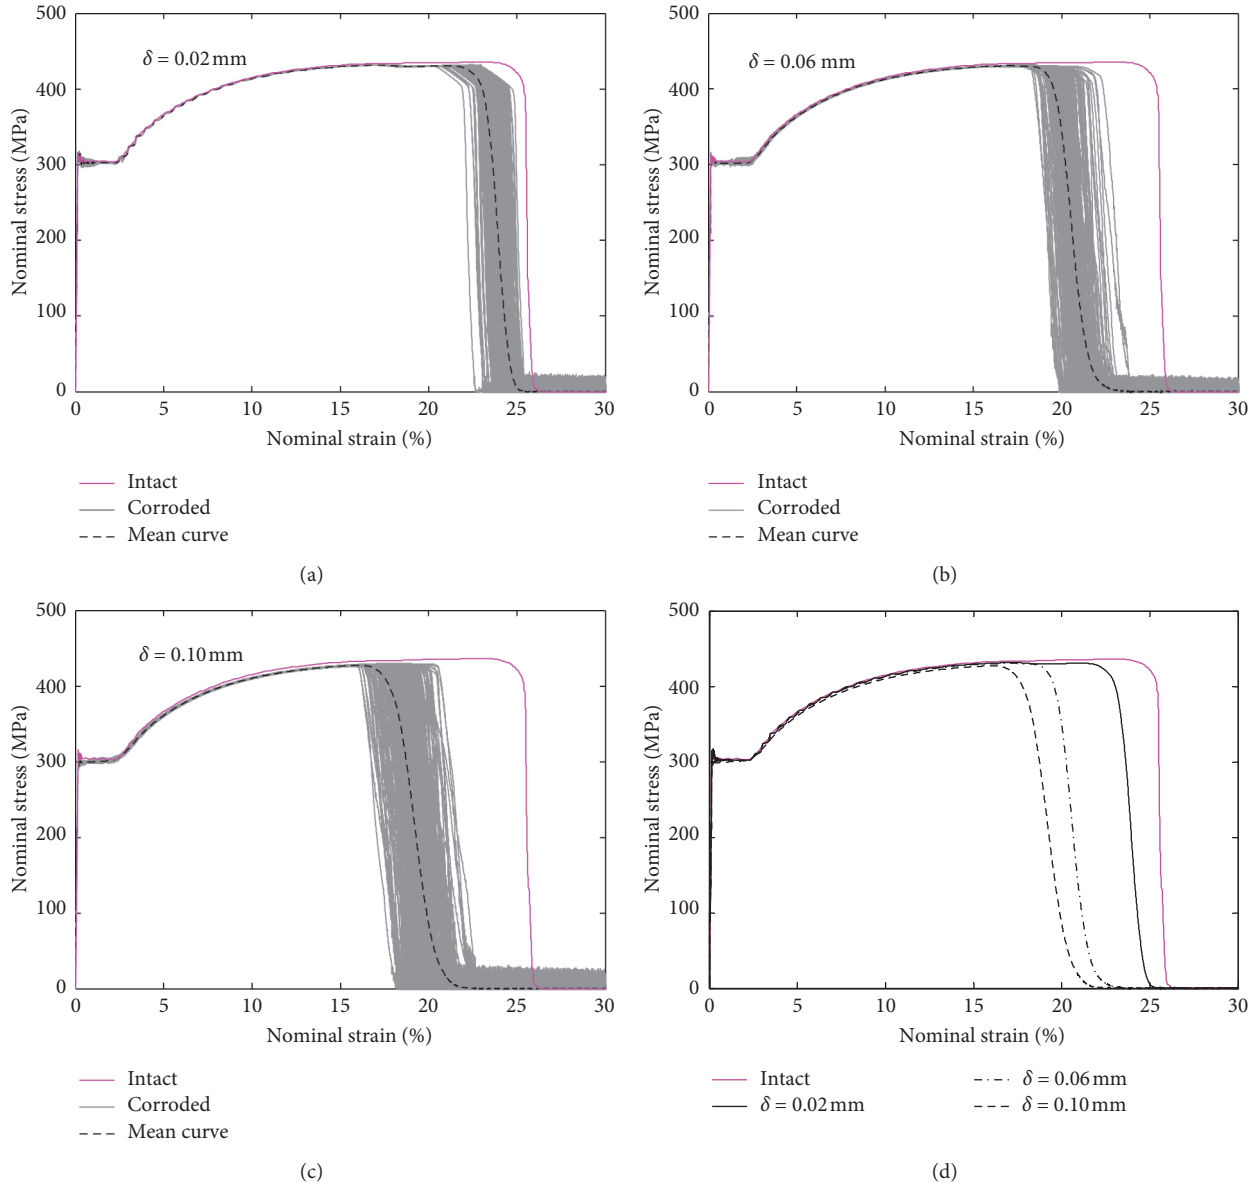 500
400
300
200
100
0
Nominal stress (MPa)
δ = 0.02 mm
0 5 10 15 20 25 30
Nominal strain (%)
Intact
Corroded
Mean curve
(a)
500
400
300
200
100
0
Nominal stress (MPa)
δ = 0.06 mm
0 5 10 15 20 25 30
Nominal strain (%)
Intact
Corroded
Mean curve
(b)
500
400
300
200
100
0
Nominal stress (MPa)
δ = 0.10 mm
0 5 10 15 20 25 30
Nominal strain (%)
Intact
Corroded
Mean curve
(c)
500
400
300
200
100
0
Nominal stress (MPa)
0 5 10 15 20 25 30
Nominal strain (%)
Intact
δ = 0.02 mm
δ = 0.06 mm
δ = 0.10 mm
(d)